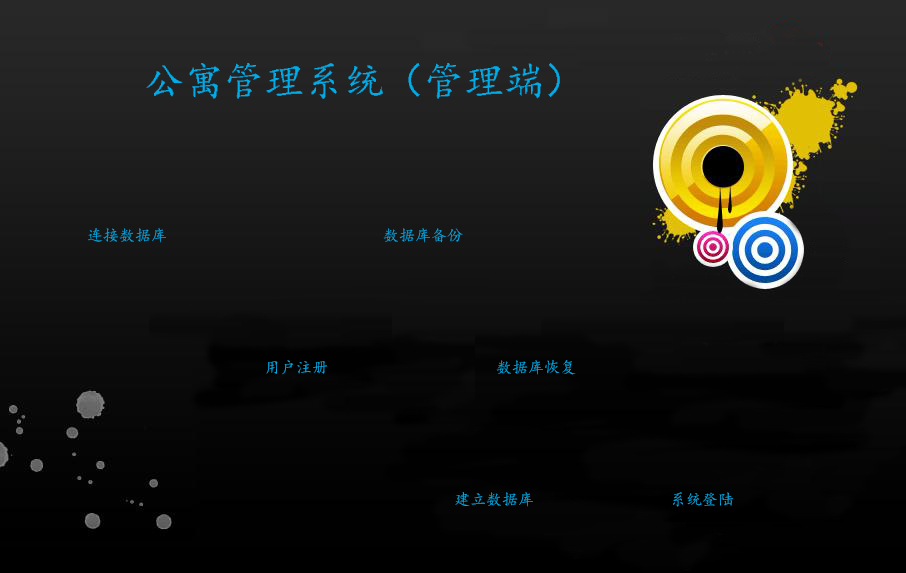 公寓管理系统（管理端）
连接数据库
数据库备份
用户注册
数据库恢复
建立数据库
系统登陆